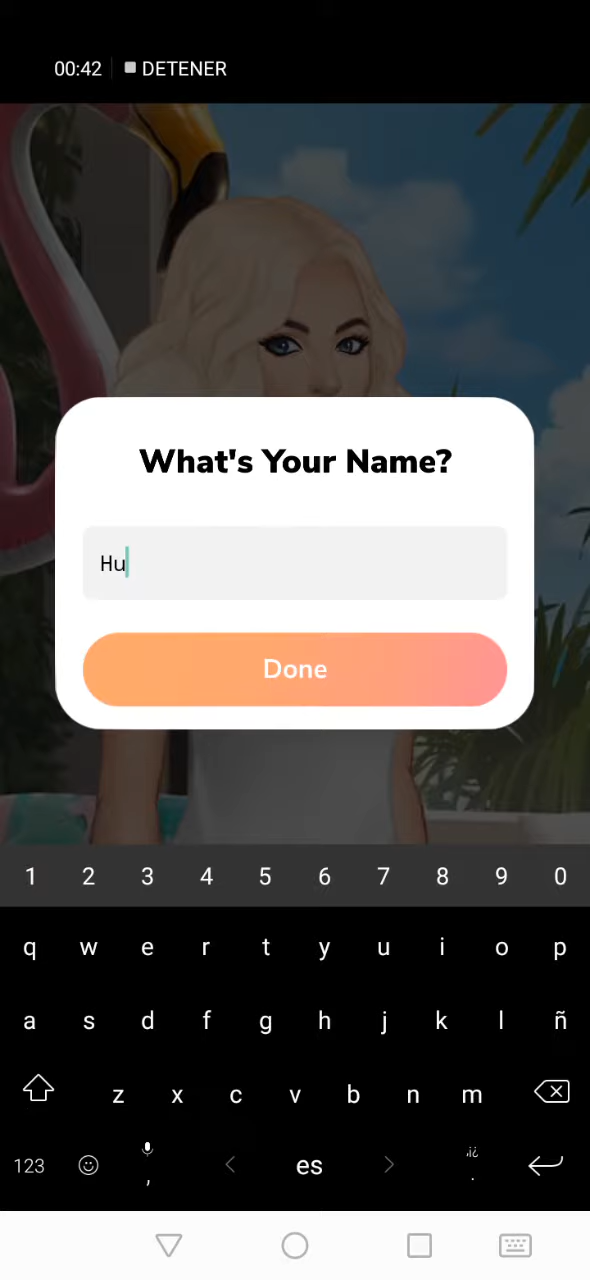 00:42 DETENER
What's Your Name?
Hu
Done
1 2 3 4 5 6 7 8 9 0
q w e r t y u i o p
a s d f g h j k l ñ
z x c v b n m
123 , < es > ,¡¿ .